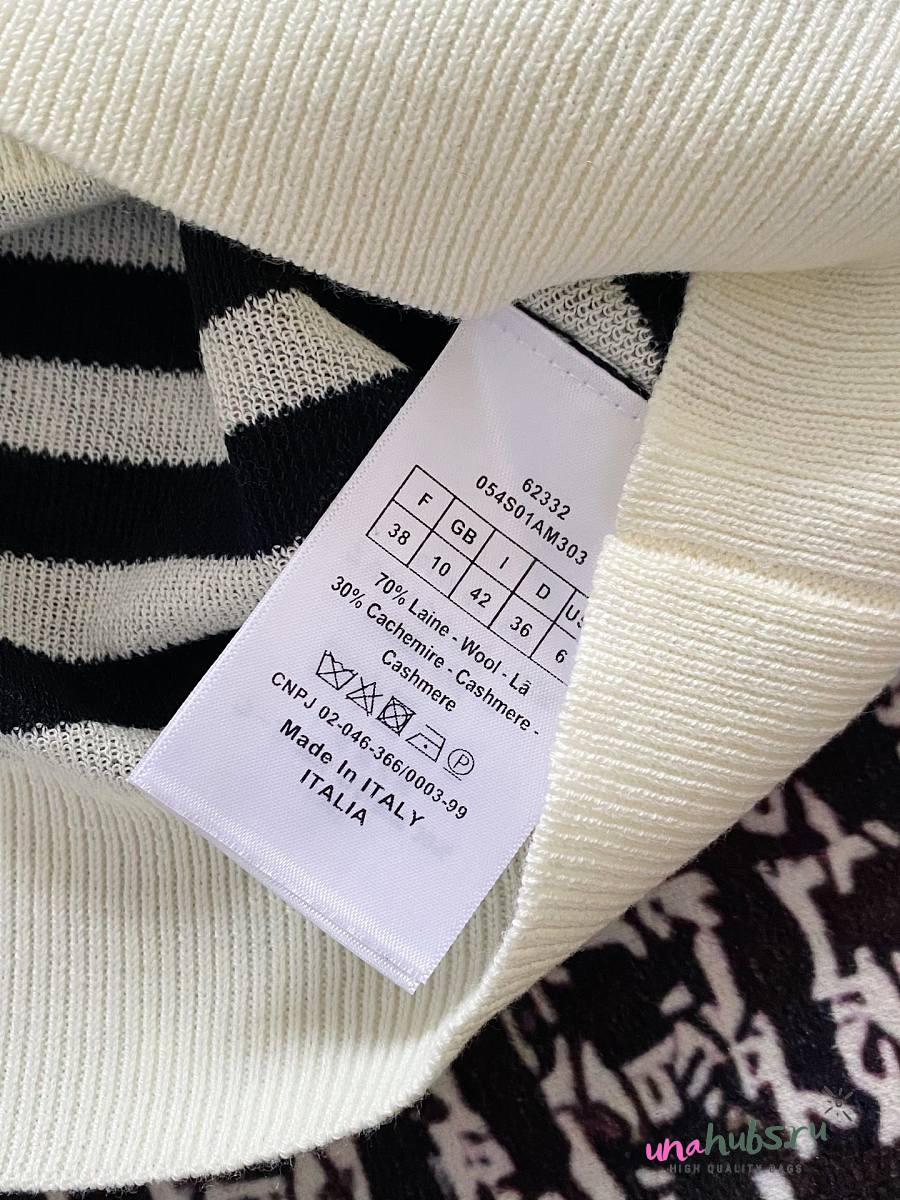 62332
054S01AM303
F GB I D US
38 10 42 36 6
70% Laine - Wool - Lã
30% Cachemire - Cashmere -
Cashmere
P
CNPJ 02-046-366/0003-99
Made In ITALY
ITALIA
unahubs.ru
HIGH QUALITY BAGS